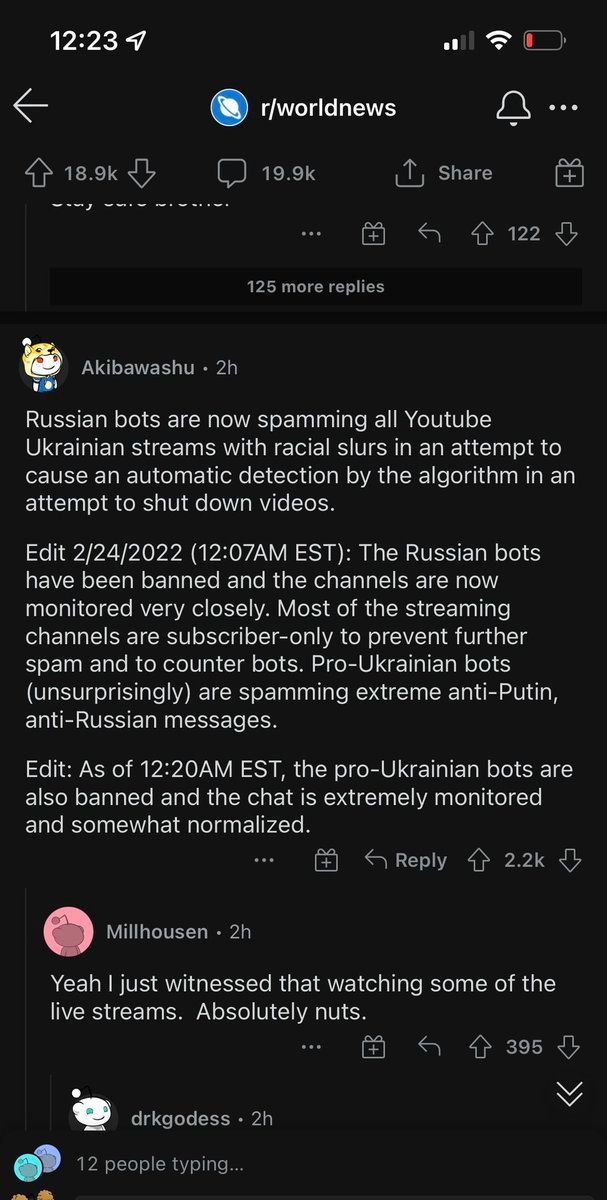 12:23
r/worldnews
18.9k 19.9k Share
Stay safe brother
122
125 more replies
Akibawashu • 2h
Russian bots are now spamming all Youtube
Ukrainian streams with racial slurs in an attempt to
cause an automatic detection by the algorithm in an
attempt to shut down videos.
Edit 2/24/2022 (12:07AM EST): The Russian bots
have been banned and the channels are now
monitored very closely. Most of the streaming
channels are subscriber-only to prevent further
spam and to counter bots. Pro-Ukrainian bots
(unsurprisingly) are spamming extreme anti-Putin,
anti-Russian messages.
Edit: As of 12:20AM EST, the pro-Ukrainian bots are
also banned and the chat is extremely monitored
and somewhat normalized.
Reply 2.2k
Millhousen • 2h
Yeah I just witnessed that watching some of the
live streams.  Absolutely nuts.
395
drkgodess • 2h
12 people typing...